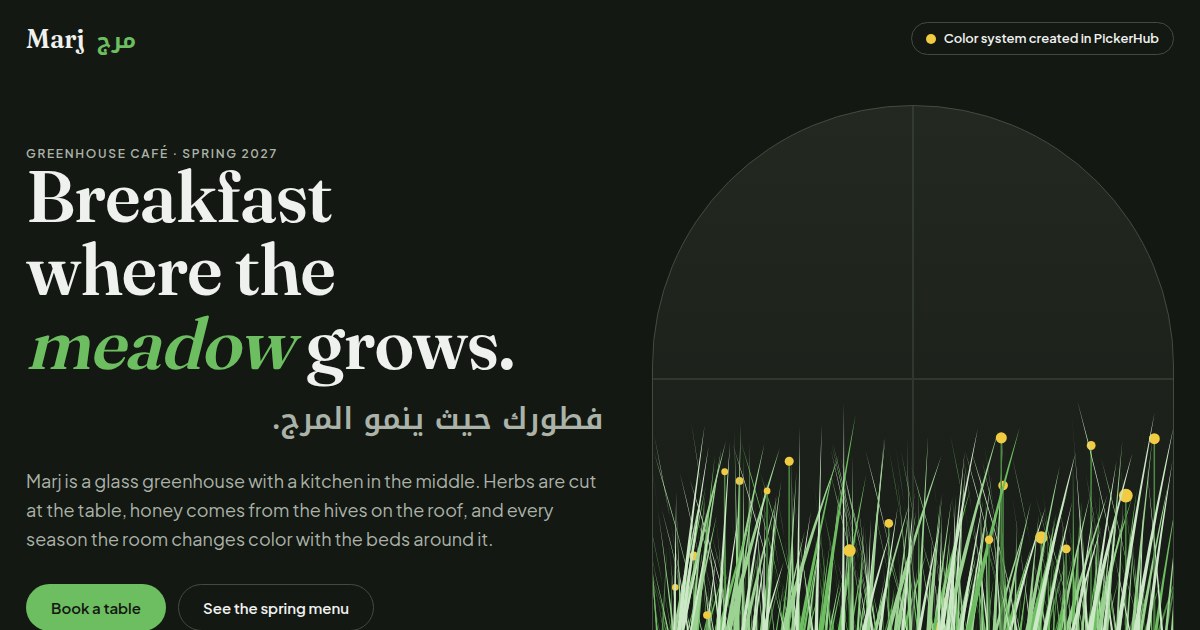 Marj مرج
Color system created in PickerHub
GREENHOUSE CAFÉ · SPRING 2027
Breakfast
where the
meadow grows.
فطورك حيث ينمو المرج.
Marj is a glass greenhouse with a kitchen in the middle. Herbs are cut
at the table, honey comes from the hives on the roof, and every
season the room changes color with the beds around it.
Book a table
See the spring menu